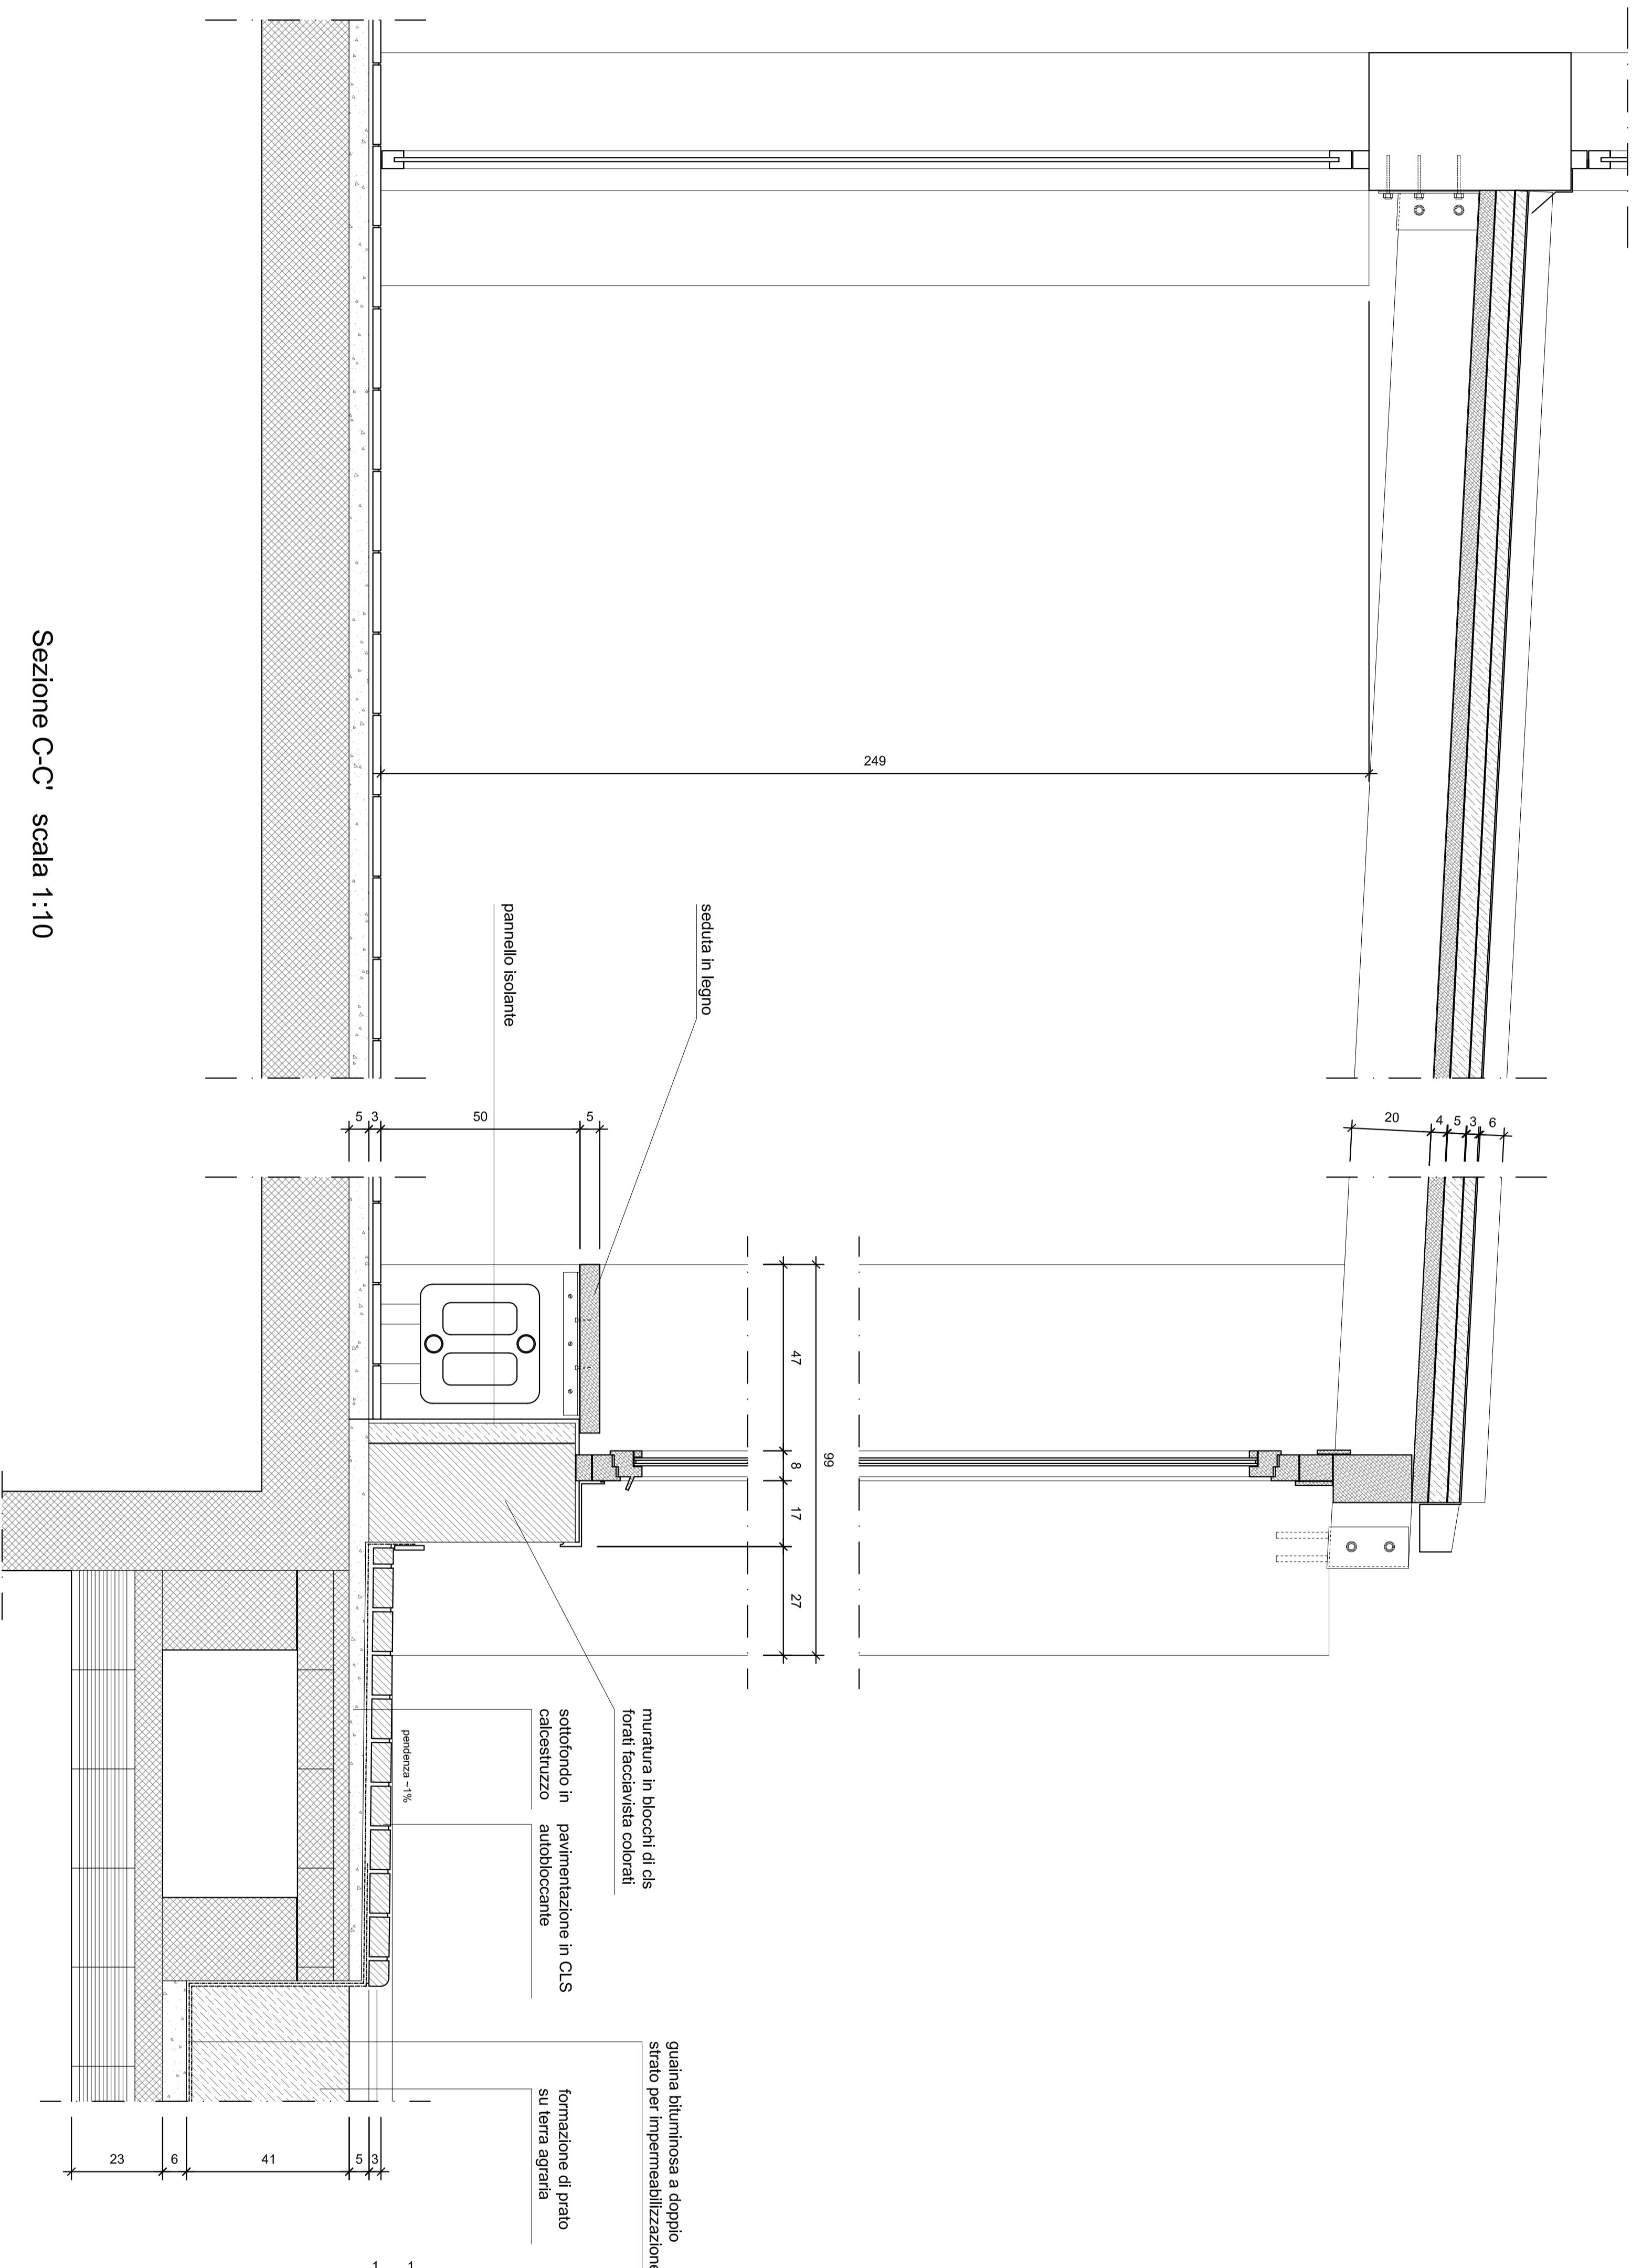 Sezione C-C'   scala 1:10
249
seduta in legno
pannello isolante
5
3
50
5
20
4
5
3
6
47
8
17
27
99
muratura in blocchi di cls
forati facciavista colorati
sottofondo in
calcestruzzo
pavimentazione in CLS
autobloccante
pendenza ~1%
guaina bituminosa a doppio
strato per impermeabilizzazione
formazione di prato
su terra agraria
23
6
41
5
3
1
1